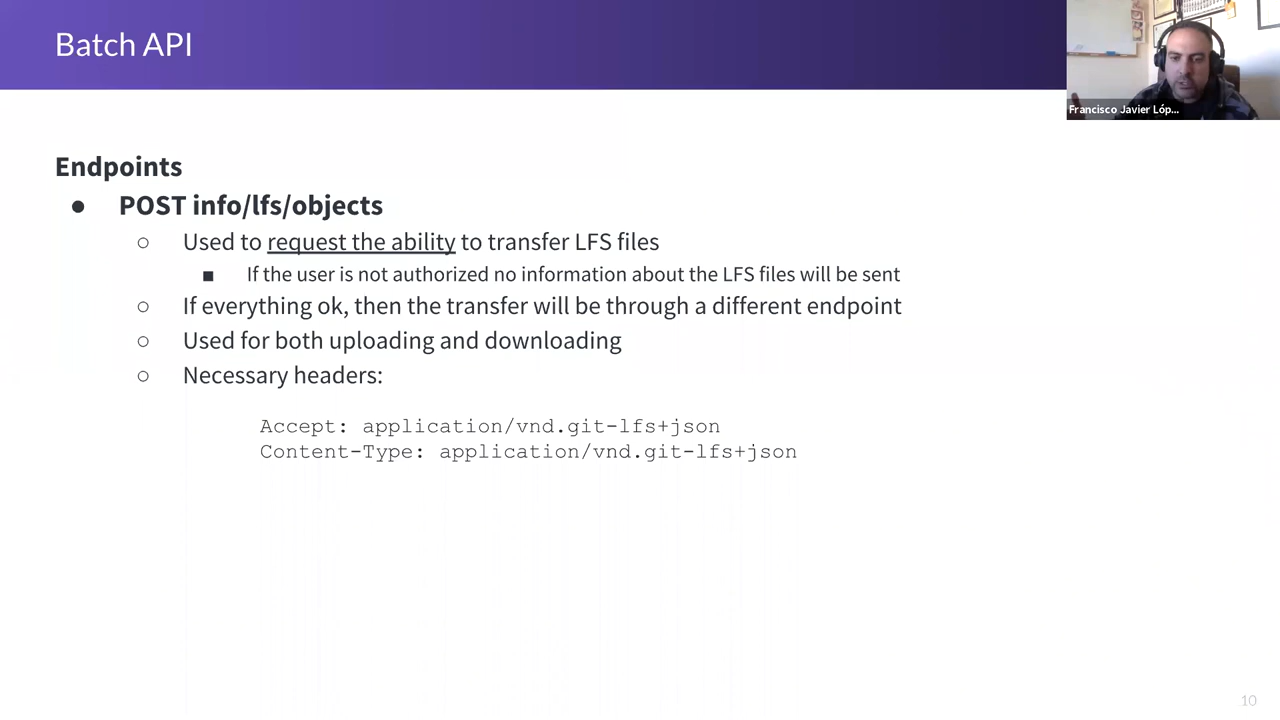 Batch API
Francisco Javier Lóp...
Endpoints
● POST info/lfs/objects
○ Used to request the ability to transfer LFS files
■ If the user is not authorized no information about the LFS files will be sent
○ If everything ok, then the transfer will be through a different endpoint
○ Used for both uploading and downloading
○ Necessary headers:
Accept: application/vnd.git-lfs+json
Content-Type: application/vnd.git-lfs+json
10